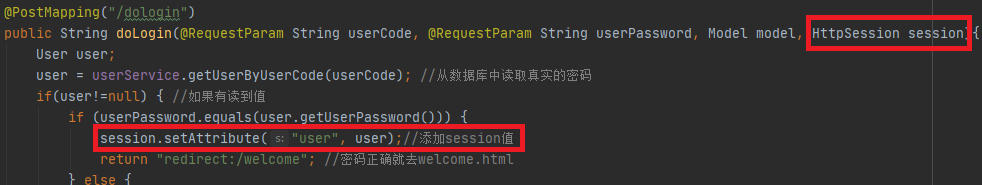 @PostMapping("/dologin")
public String doLogin(@RequestParam String userCode, @RequestParam String userPassword, Model model, HttpSession session){
User user;
user = userService.getUserByUserCode(userCode); //从数据库中读取真实的密码
if(user!=null) { //如果有读到值
if (userPassword.equals(user.getUserPassword())) {
session.setAttribute( s: "user", user);//添加session值
return "redirect:/welcome"; //密码正确就去welcome.html
} else {